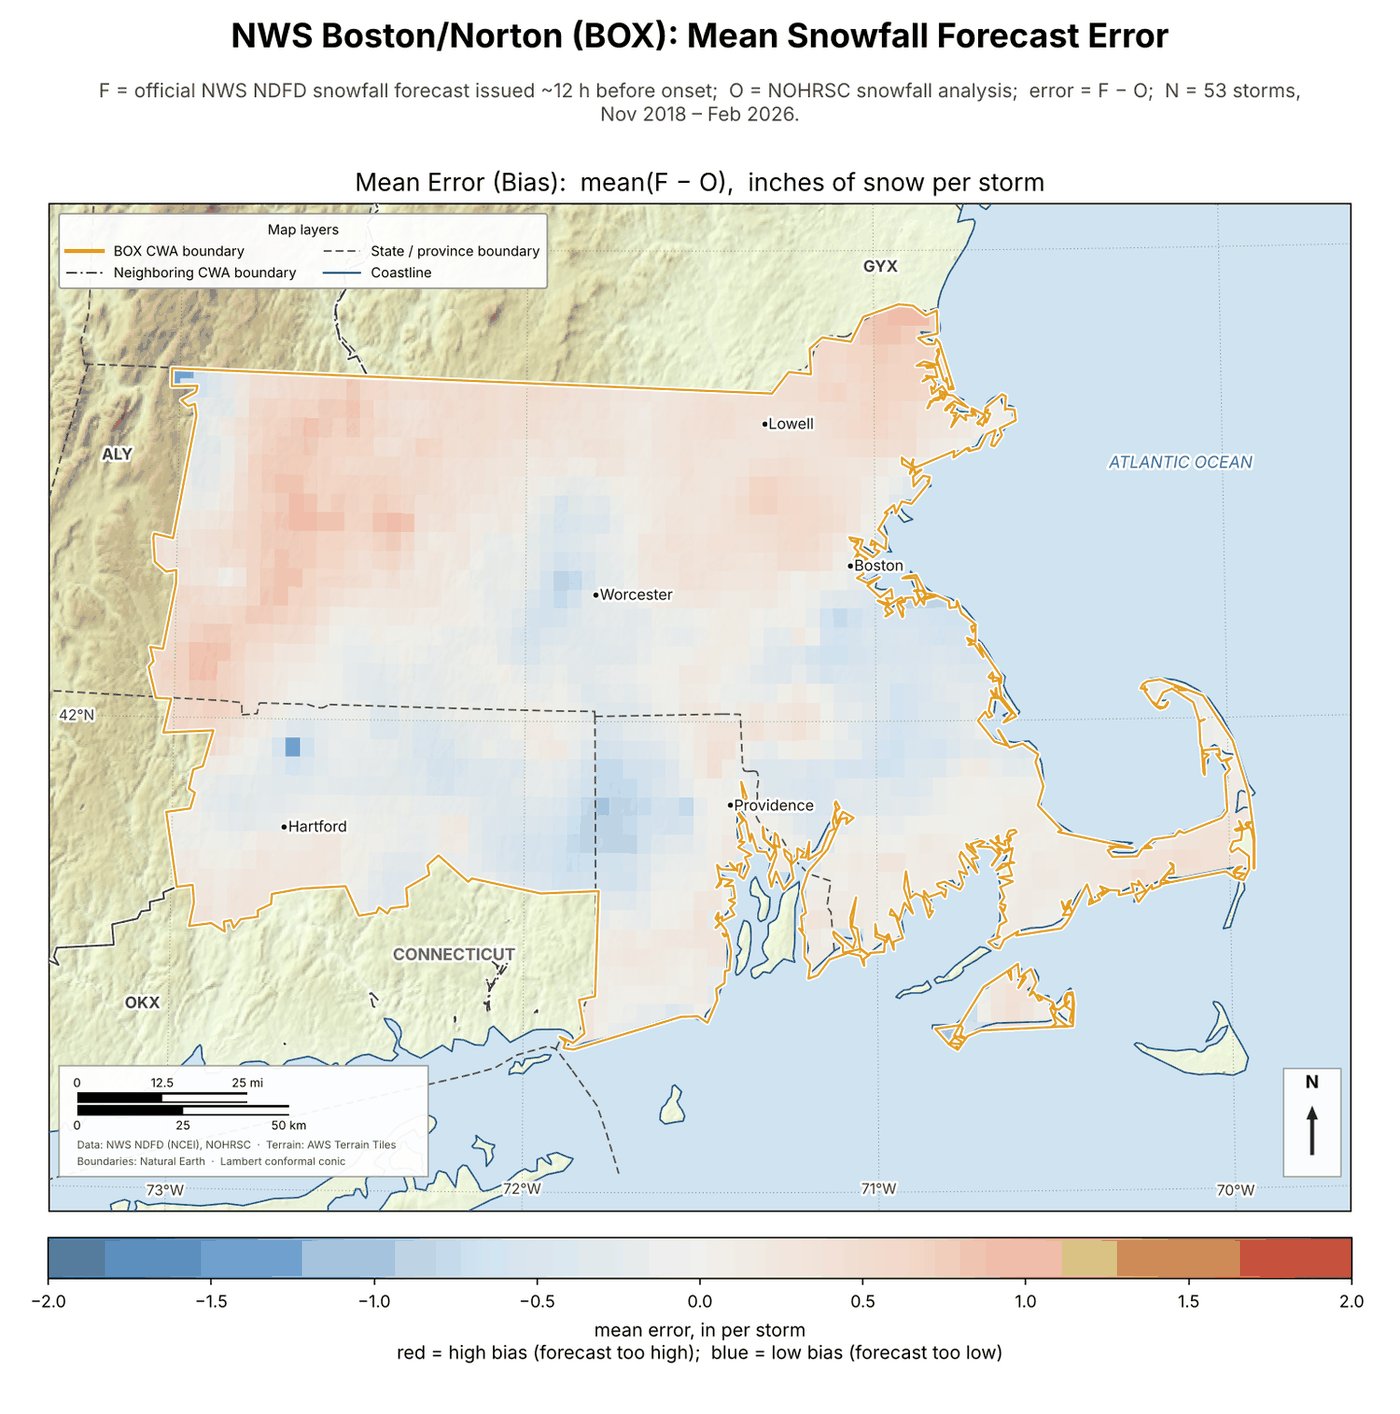 NWS Boston/Norton (BOX): Mean Snowfall Forecast Error
F = official NWS NDFD snowfall forecast issued ~12 h before onset;  O = NOHRSC snowfall analysis;  error = F − O;  N = 53 storms,
Nov 2018 – Feb 2026.
Mean Error (Bias):  mean(F − O),  inches of snow per storm
Map layers
BOX CWA boundary
State / province boundary
Neighboring CWA boundary
Coastline
GYX
Lowell
ALY
ATLANTIC OCEAN
Boston
Worcester
42°N
Providence
Hartford
CONNECTICUT
OKX
0 12.5 25 mi
0 25 50 km
Data: NWS NDFD (NCEI), NOHRSC  ·  Terrain: AWS Terrain Tiles
Boundaries: Natural Earth  ·  Lambert conformal conic
N
73°W
72°W
71°W
70°W
−2.0 −1.5 −1.0 −0.5 0.0 0.5 1.0 1.5 2.0
mean error, in per storm
red = high bias (forecast too high);  blue = low bias (forecast too low)